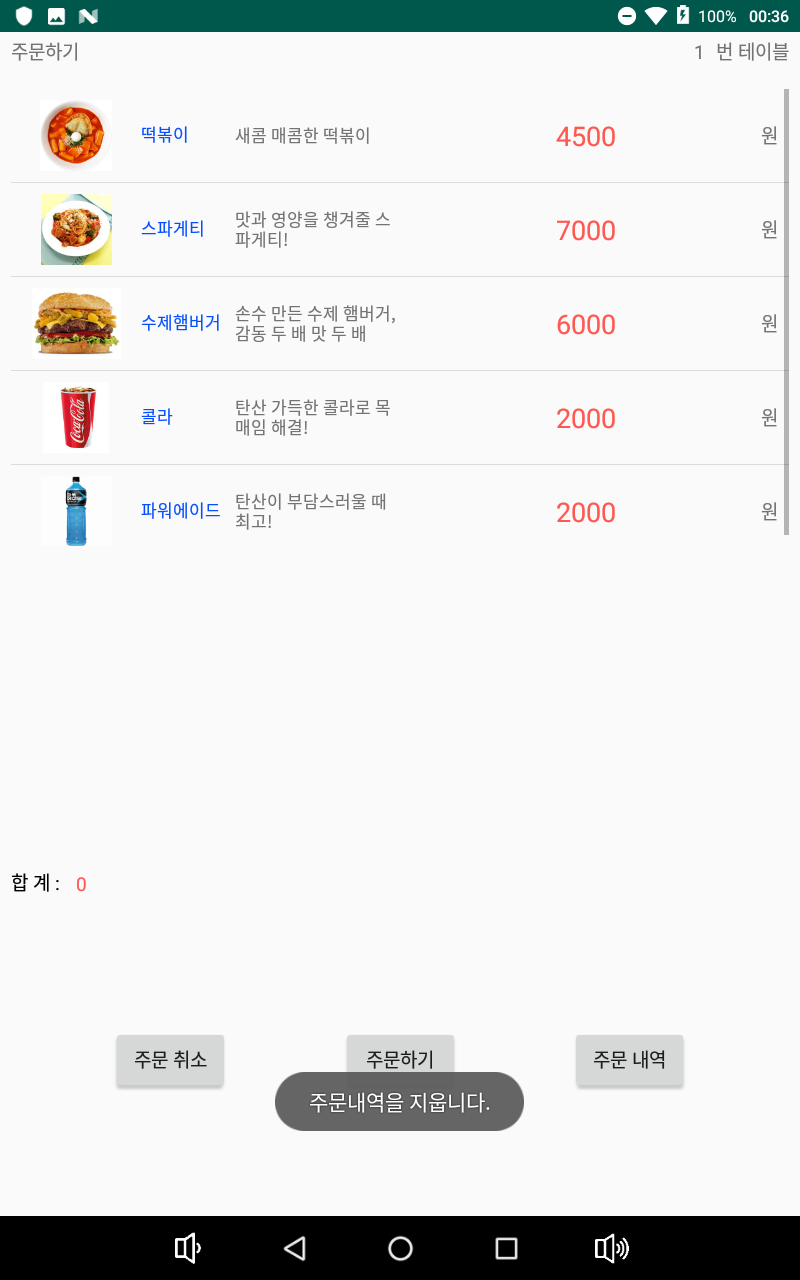 100% 00:36
주문하기 1 번 테이블
떡볶이 새콤 매콤한 떡볶이 4500 원
스파게티 맛과 영양을 챙겨줄 스
파게티! 7000 원
수제햄버거 손수 만든 수제 햄버거,
감동 두 배 맛 두 배 6000 원
Coca-Cola
콜라 탄산 가득한 콜라로 목
매임 해결! 2000 원
파워에이드 탄산이 부담스러울 때
최고! 2000 원
합 계 : 0
주문 취소 주문하기 주문 내역
주문내역을 지웁니다.